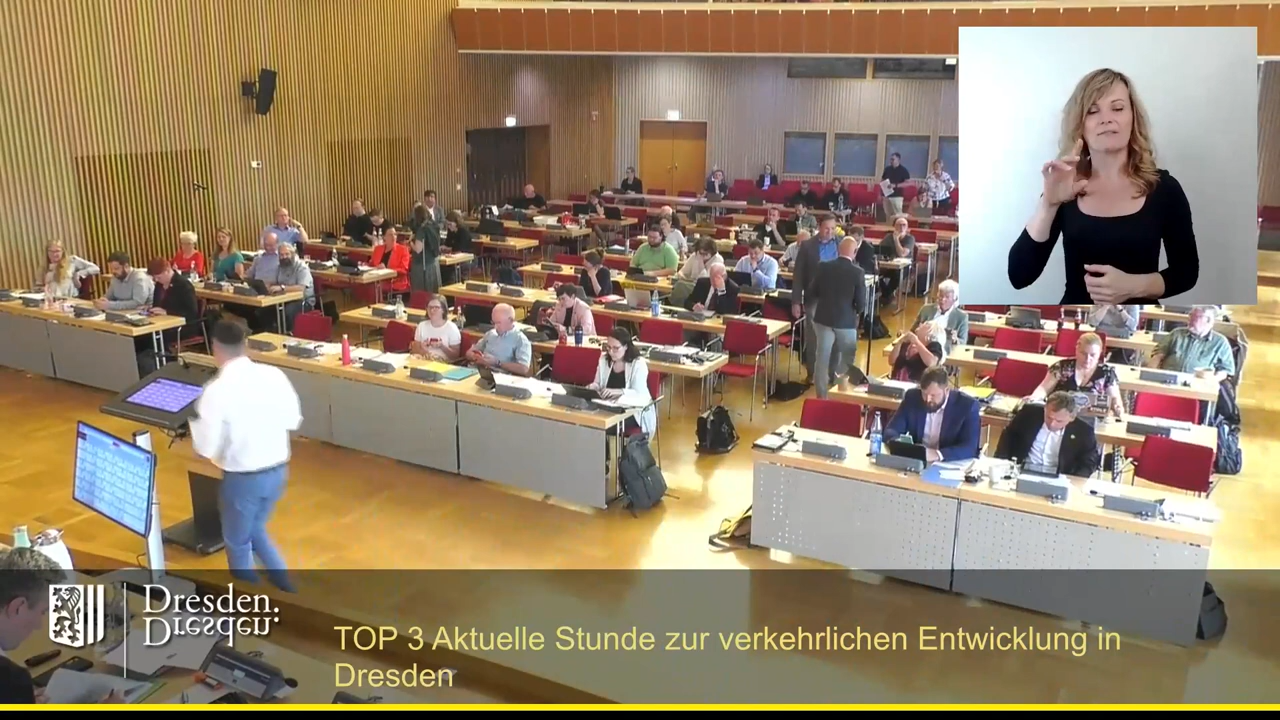 Dresden.
Dresden.
TOP 3 Aktuelle Stunde zur verkehrlichen Entwicklung in
Dresden